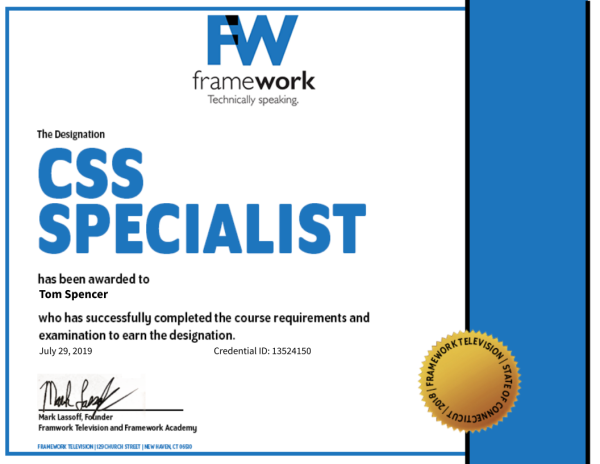 FW
framework
Technically speaking.
The Designation
CSS
SPECIALIST
has been awarded to
Tom Spencer
who has successfully completed the course requirements and
examination to earn the designation.
July 29, 2019 Credential ID: 13524150
Mark Lassoff
Mark Lassoff, Founder
Framwork Television and Framework Academy
FRAMEWORK TELEVISION | 129 CHURCH STREET | NEW HAVEN, CT 06510
FRAMEWORK TELEVISION | STATE OF CONNECTICUT | 2018 |